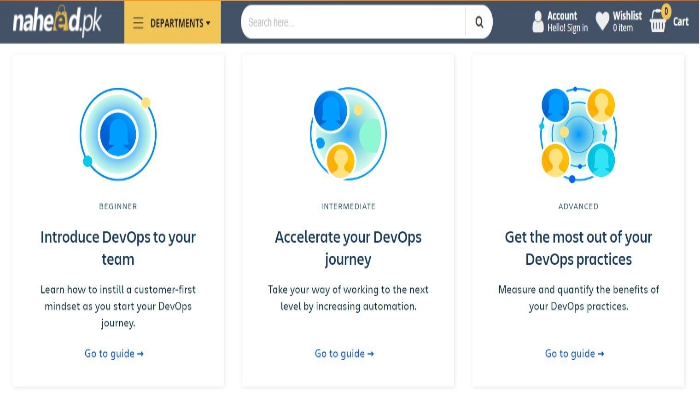 naheed.pk
DEPARTMENTS
Search here...
Account
Hello! Sign in
Wishlist
0 item
0
Cart
BEGINNER
Introduce DevOps to your
team
Learn how to instill a customer-first
mindset as you start your DevOps
journey.
Go to guide →
INTERMEDIATE
Accelerate your DevOps
journey
Take your way of working to the next
level by increasing automation.
Go to guide →
ADVANCED
Get the most out of your
DevOps practices
Measure and quantify the benefits of
your DevOps practices.
Go to guide →